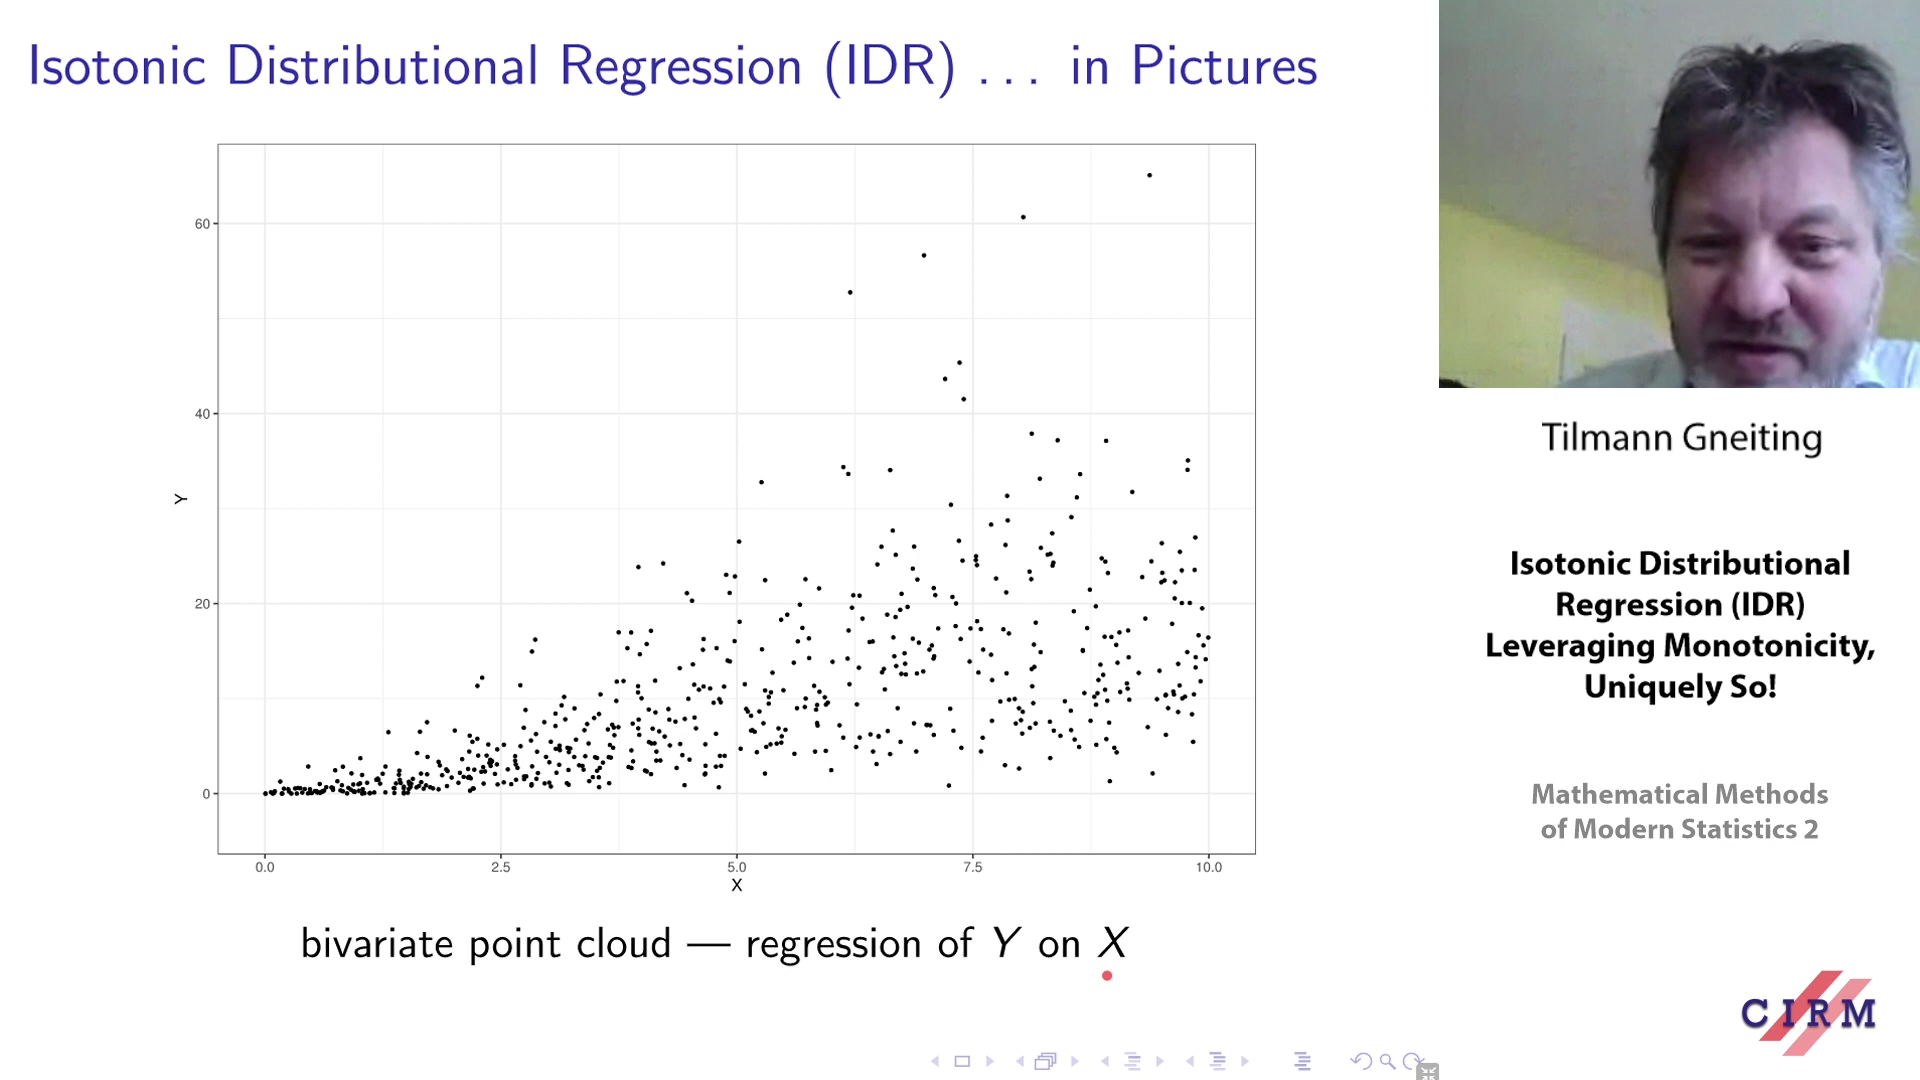 Isotonic Distributional Regression (IDR) ... in Pictures
60
40
20
0
Y
0.0 2.5 5.0 7.5 10.0
X
bivariate point cloud — regression of Y on X
Tilmann Gneiting
Isotonic Distributional
Regression (IDR)
Leveraging Monotonicity,
Uniquely So!
Mathematical Methods
of Modern Statistics 2
CIRM